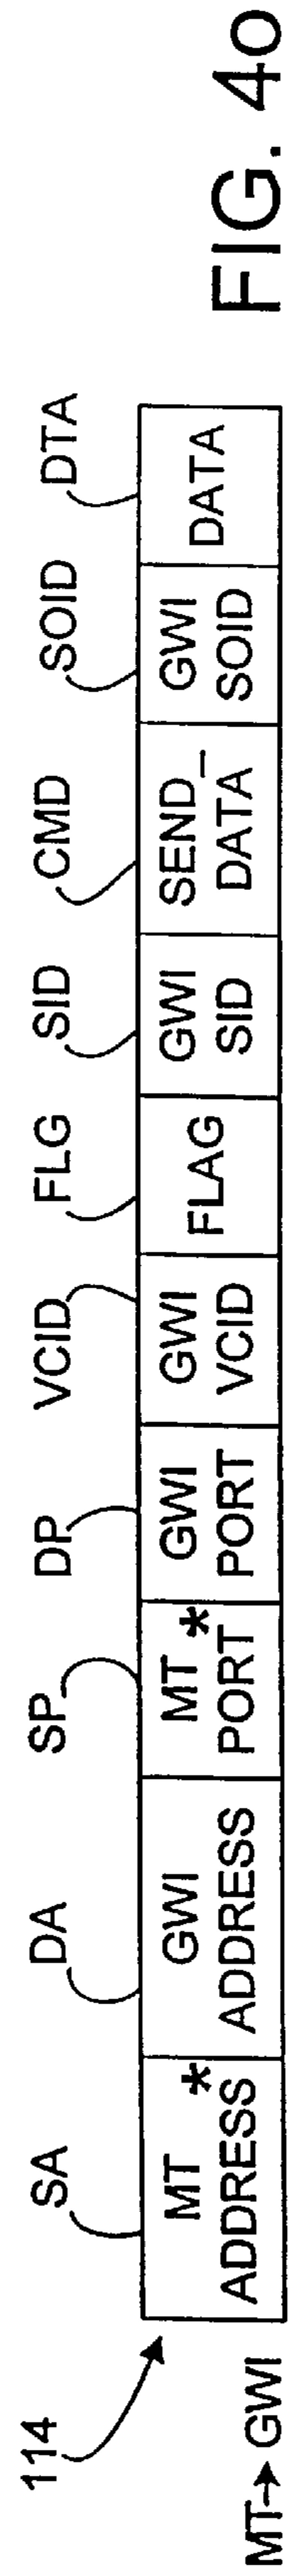 114
SA
DA
SP
DP
VCID
FLG
SID
CMD
SOID
DTA
MT
ADDRESS*
GWI
ADDRESS
MT
PORT*
GWI
PORT
GWI
VCID
FLAG
GWI
SID
SEND_
DATA
GWI
SOID
DATA
MT→GWI
FIG. 4o